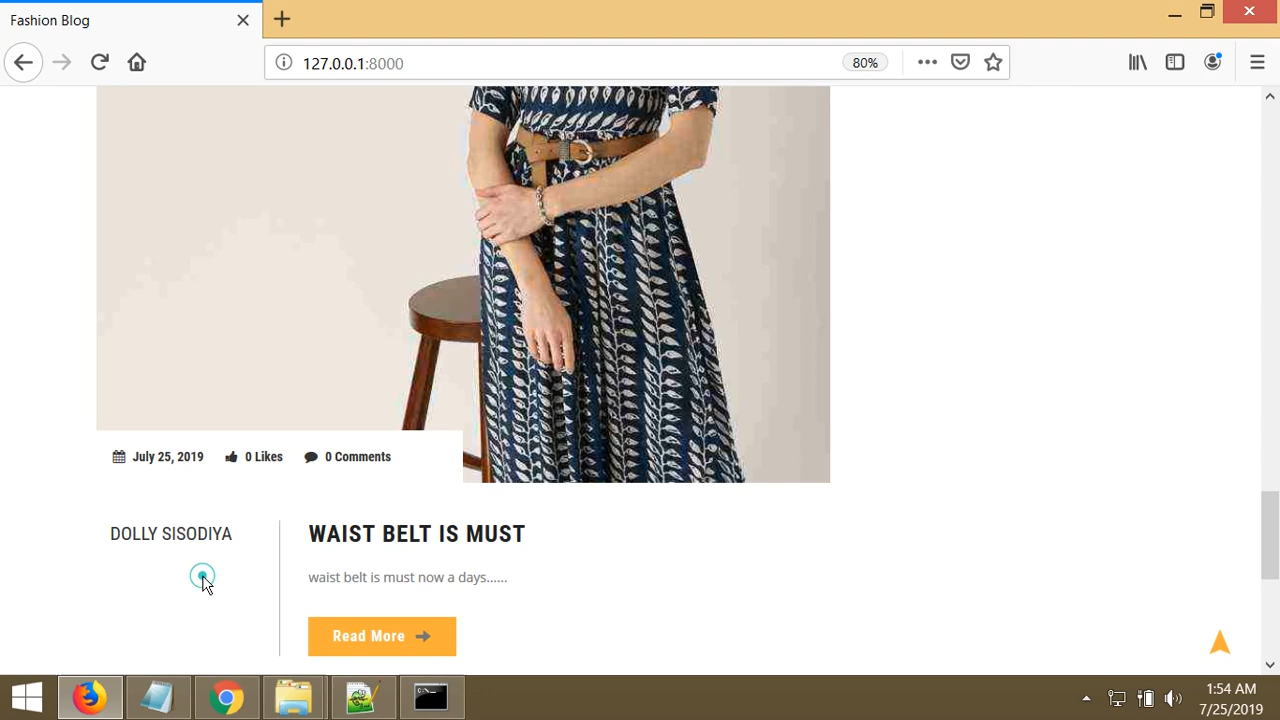 Fashion Blog
127.0.0.1:8000
80%
July 25, 2019 0 Likes 0 Comments
DOLLY SISODIYA
WAIST BELT IS MUST
waist belt is must now a days......
Read More
1:54 AM
7/25/2019